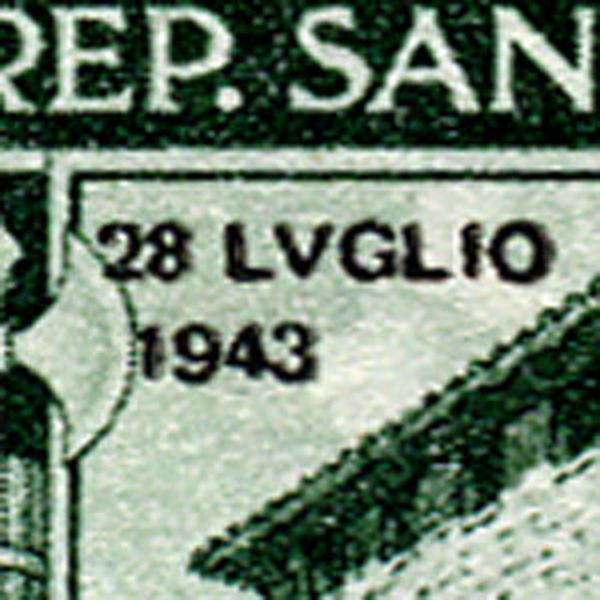 REP. SAN
28 LVGLIO
1943